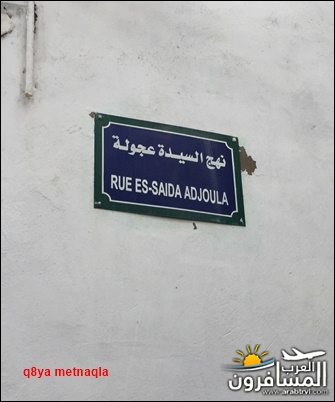 نهج السيدة عجولة
RUE ES-SAIDA ADJOULA
q8ya metnaqla
العرب
المسافرون
www.arabtrvl.com